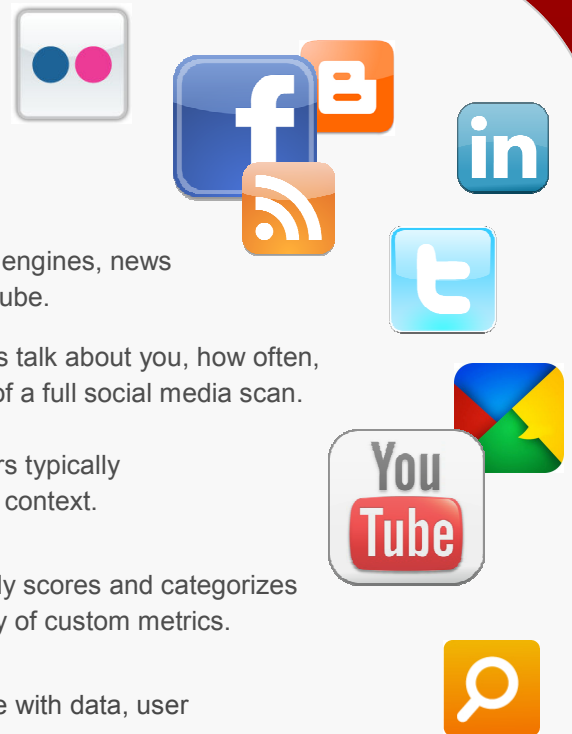 f
in
engines, news
ube.
t
s talk about you, how often,
of a full social media scan.
You
Tube
rs typically
context.
ly scores and categorizes
y of custom metrics.
e with data, user